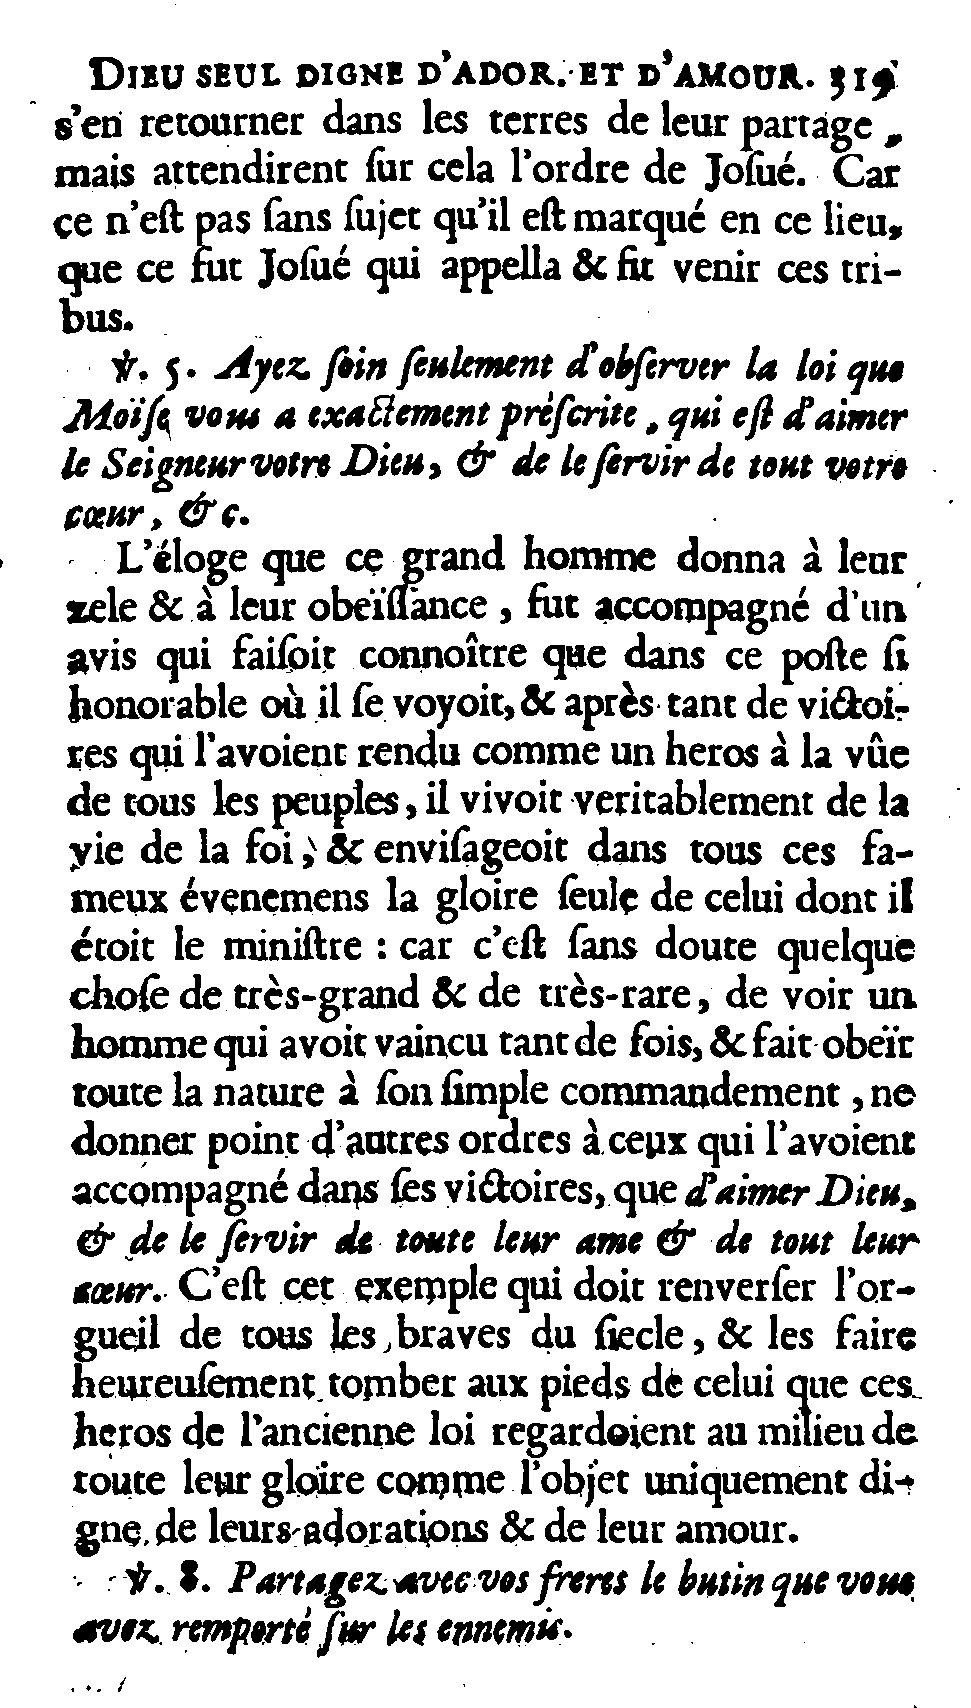 DIEU SEUL DIGNE D'ADOR. ET D'AMOUR. 319
s'en retourner dans les terres de leur partage,
mais attendirent ſur cela l'ordre de Joſué. Car
ce n'eſt pas ſans ſujet qu'il eſt marqué en ce lieu,
que ce fut Joſué qui appella & fit venir ces tri-
bus.
℣. 5. Ayez ſoin ſeulement d'obſerver la loi que
Moïſe vous a exactement préſcrite, qui eſt d'aimer
le Seigneur votre Dieu, & de le ſervir de tout votre
cœur, &c.
L'éloge que ce grand homme donna à leur
zele & à leur obeïſſance, fut accompagné d'un
avis qui faiſoit connoître que dans ce poſte ſi
honorable où il ſe voyoit, & après tant de victoi-
res qui l'avoient rendu comme un heros à la vûe
de tous les peuples, il vivoit veritablement de la
vie de la foi, & enviſageoit dans tous ces fa-
meux évenemens la gloire ſeule de celui dont il
étoit le miniſtre : car c'eſt ſans doute quelque
choſe de très-grand & de très-rare, de voir un
homme qui avoit vaincu tant de fois, & fait obeïr
toute la nature à ſon ſimple commandement, ne
donner point d'autres ordres à ceux qui l'avoient
accompagné dans ſes victoires, que d'aimer Dieu,
& de le ſervir de toute leur ame & de tout leur
cœur. C'eſt cet exemple qui doit renverſer l'or-
gueil de tous les braves du ſiecle, & les faire
heureuſement tomber aux pieds de celui que ces
heros de l'ancienne loi regardoient au milieu de
toute leur gloire comme l'objet uniquement di-
gne de leurs adorations & de leur amour.
℣. 8. Partagez avec vos freres le butin que vous
avez remporté ſur les ennemis.